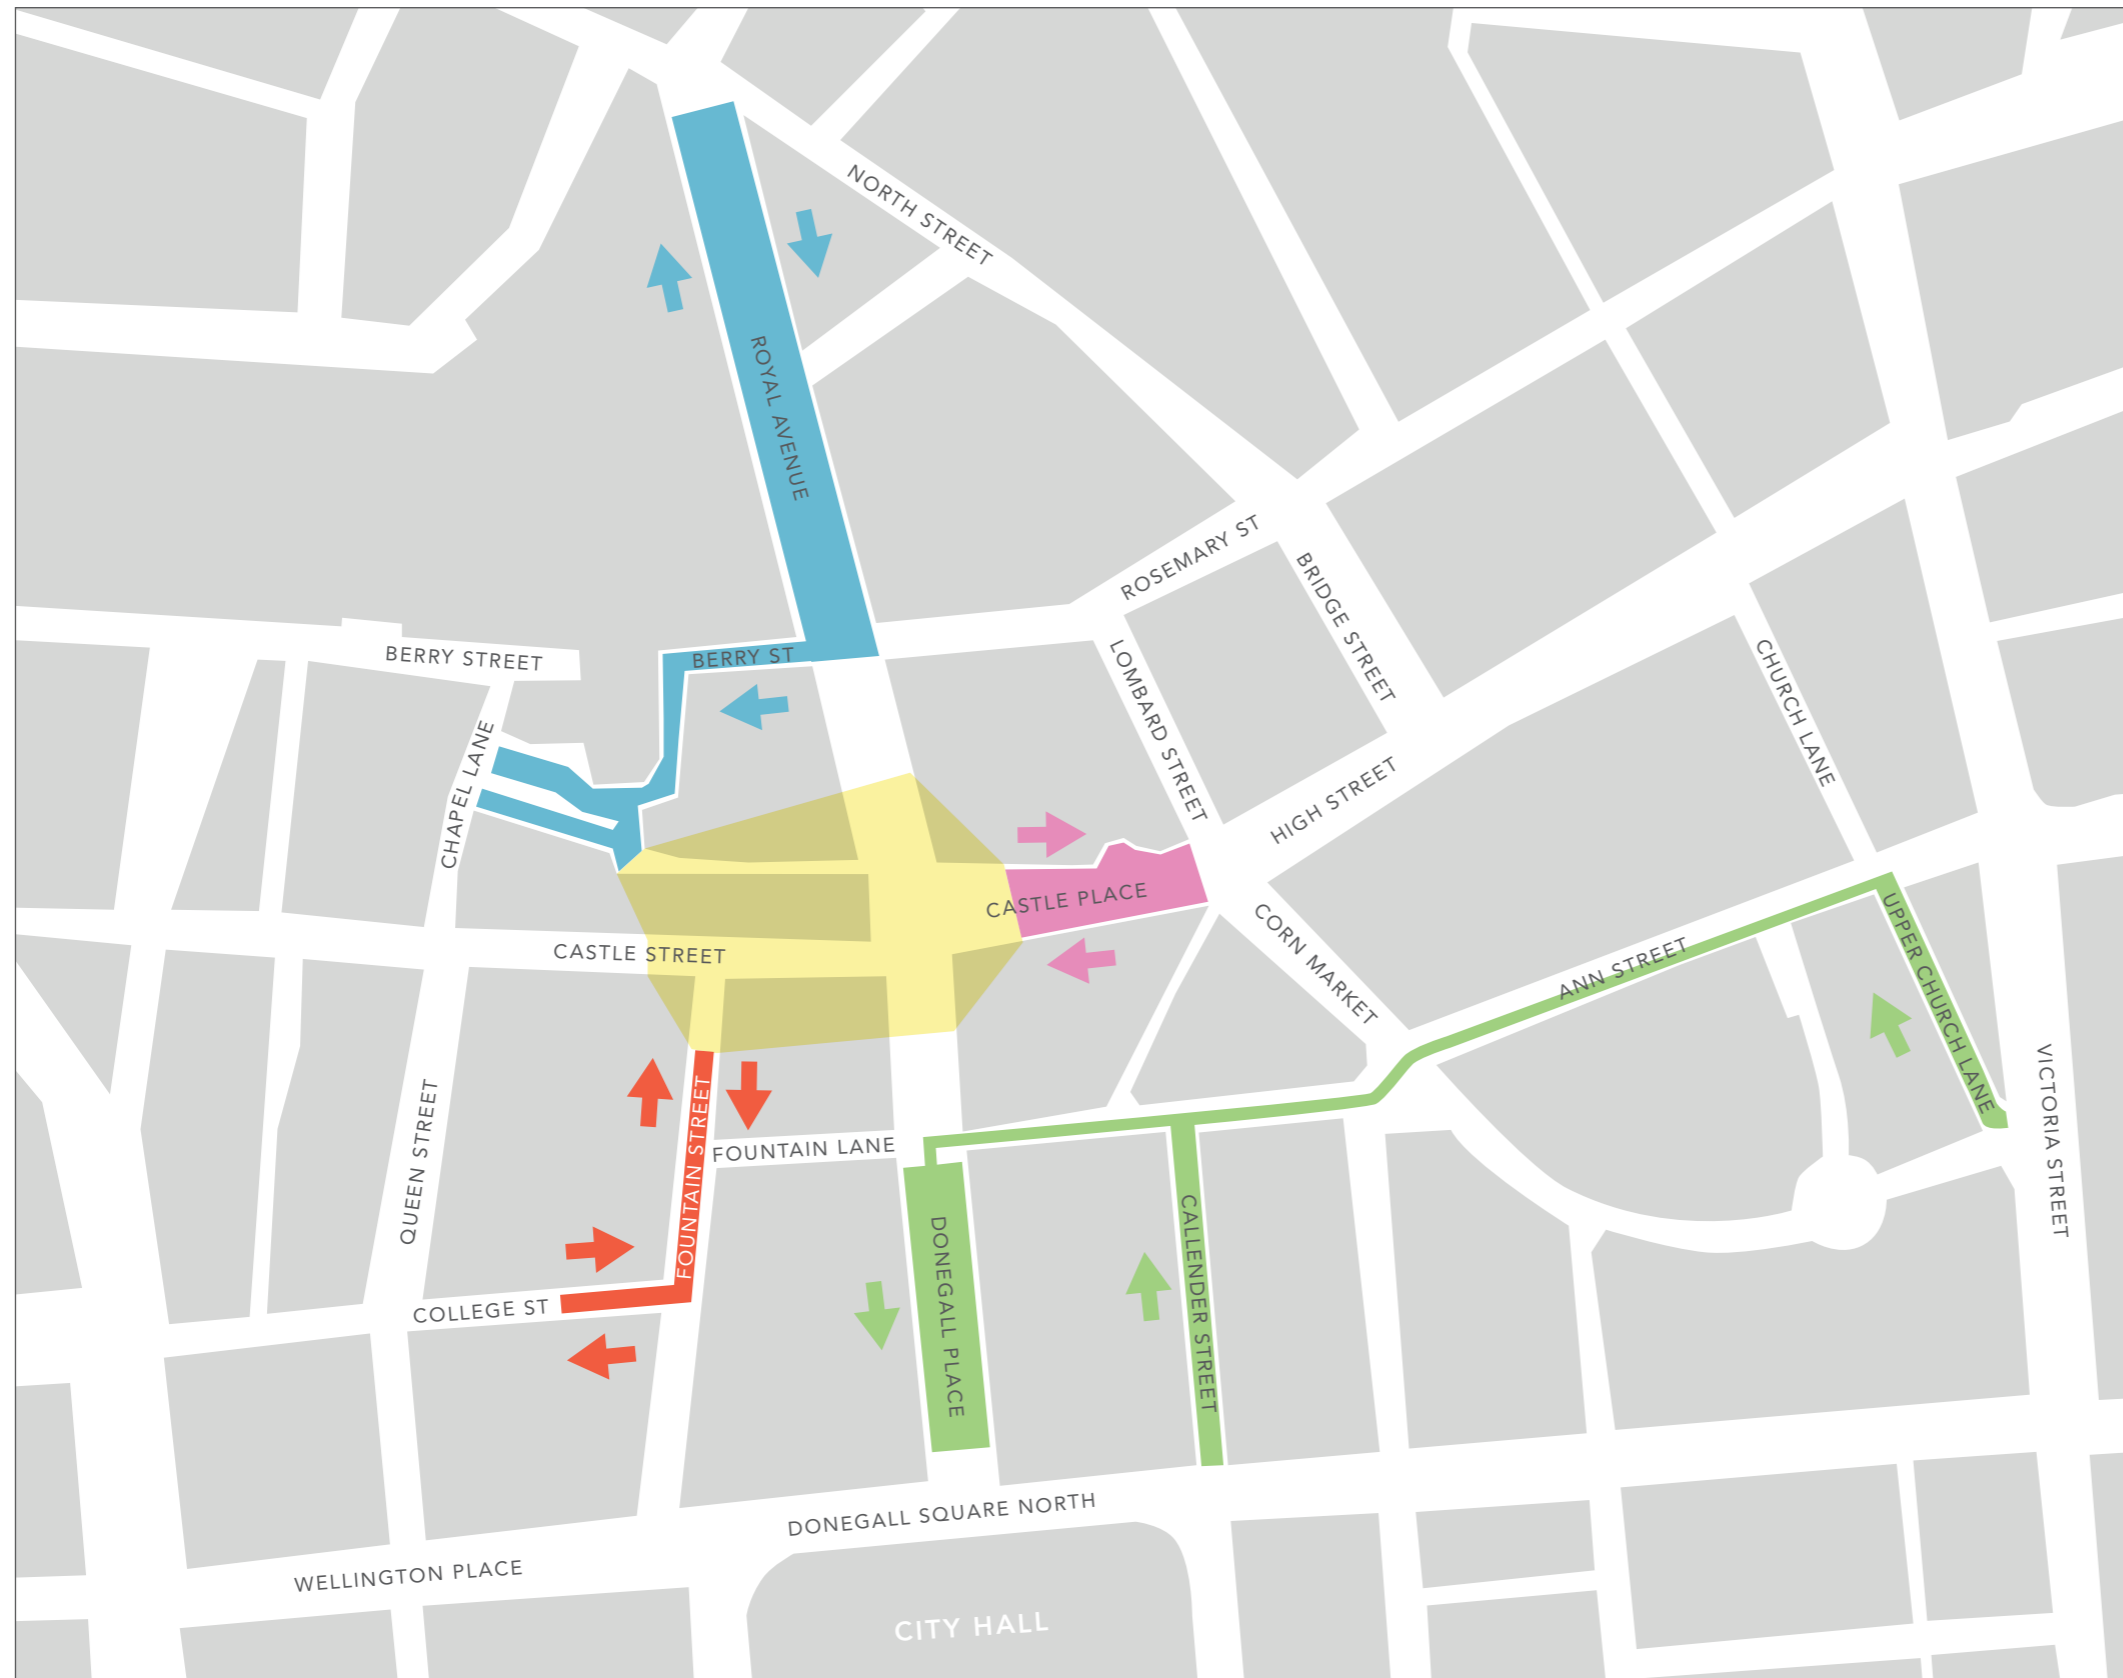 NORTH STREET
ROYAL AVENUE
ROSEMARY ST
BRIDGE STREET
BERRY STREET
BERRY ST
LOMBARD STREET
CHURCH LANE
CHAPEL LANE
HIGH STREET
CASTLE PLACE
CASTLE STREET
CORN MARKET
ANN STREET
UPPER CHURCH LANE
VICTORIA STREET
QUEEN STREET
FOUNTAIN STREET
FOUNTAIN LANE
DONEGALL PLACE
CALLENDER STREET
COLLEGE ST
DONEGALL SQUARE NORTH
WELLINGTON PLACE
CITY HALL